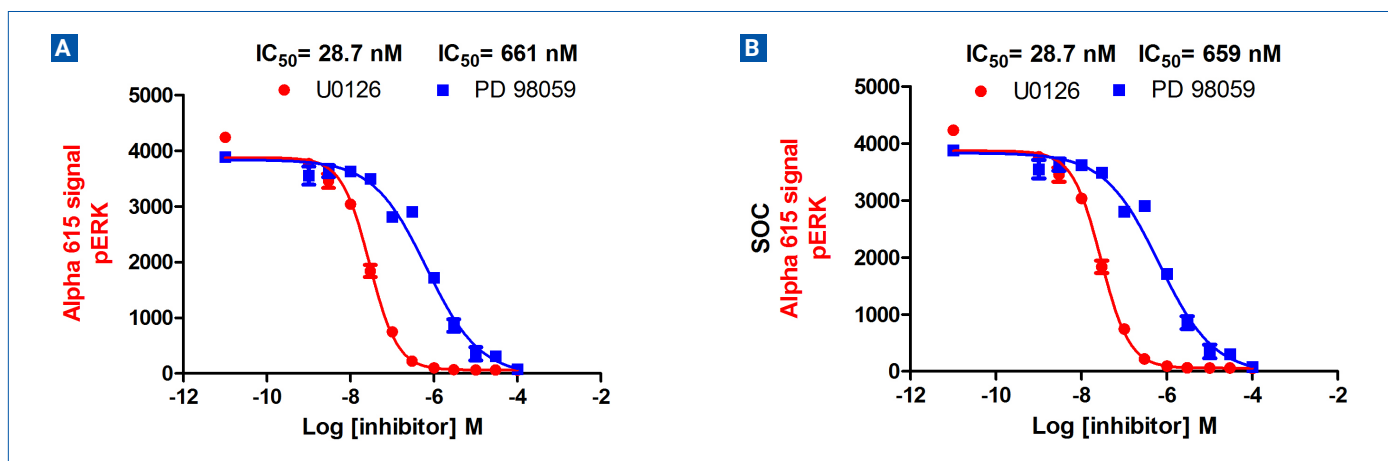 A
IC50= 28.7 nM IC50= 661 nM
U0126 PD 98059
5000
4000
3000
2000
1000
0
Alpha 615 signal
pERK
-12 -10 -8 -6 -4 -2
Log [inhibitor] M
B
IC50= 28.7 nM IC50= 659 nM
U0126 PD 98059
5000
4000
3000
2000
1000
0
SOC
Alpha 615 signal
pERK
-12 -10 -8 -6 -4 -2
Log [inhibitor] M